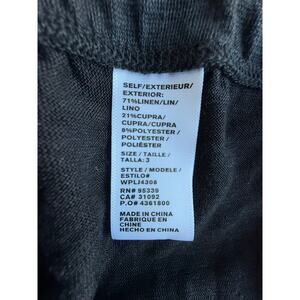 SELF/EXTERIEUR/
EXTERIOR:
71%LINEN/LIN/
LINO
21%CUPRA/
CUPRA/CUPRA
8%POLYESTER /
POLYESTER /
POLIÉSTER
SIZE / TAILLE /
TALLA: 3
STYLE / MODELE /
ESTILO#
WPLJ4308
RN# 95339
CA# 31092
P.O# 4361800
MADE IN CHINA
FABRIQUE EN
CHINE
HECHO EN CHINA